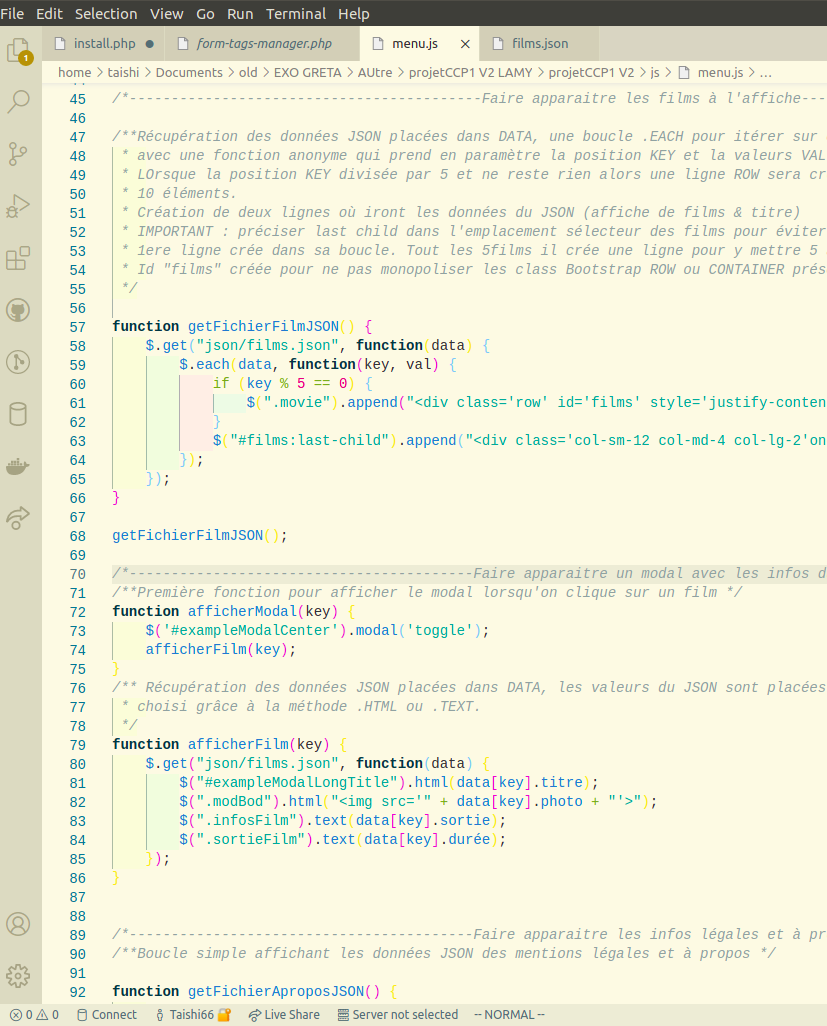 File Edit Selection View Go Run Terminal Help
install.php form-tags-manager.php menu.js films.json
1
home > taishi > Documents > old > EXO GRETA > AUtre > projetCCP1 V2 LAMY > projetCCP1 V2 > js > menu.js > ...
45 /*------------------------------------------Faire apparaitre les films à l'affiche---
46
47 /**Récupération des données JSON placées dans DATA, une boucle .EACH pour itérer sur
48 * avec une fonction anonyme qui prend en paramètre la position KEY et la valeurs VAL
49 * LOrsque la position KEY divisée par 5 et ne reste rien alors une ligne ROW sera cr
50 * 10 éléments.
51 * Création de deux lignes où iront les données du JSON (affiche de films & titre)
52 * IMPORTANT : préciser last child dans l'emplacement sélecteur des films pour éviter
53 * 1ere ligne crée dans sa boucle. Tout les 5films il crée une ligne pour y mettre 5
54 * Id "films" créée pour ne pas monopoliser les class Bootstrap ROW ou CONTAINER prés
55 */
56
57 function getFichierFilmJSON() {
58 $.get("json/films.json", function(data) {
59 $.each(data, function(key, val) {
60 if (key % 5 == 0) {
61 $(".movie").append("<div class='row' id='films' style='justify-conten
62 }
63 $("#films:last-child").append("<div class='col-sm-12 col-md-4 col-lg-2'on
64 });
65 });
66 }
67
68 getFichierFilmJSON();
69
70 /*-----------------------------------------Faire apparaitre un modal avec les infos d
71 /**Première fonction pour afficher le modal lorsqu'on clique sur un film */
72 function afficherModal(key) {
73 $('#exampleModalCenter').modal('toggle');
74 afficherFilm(key);
75 }
76 /** Récupération des données JSON placées dans DATA, les valeurs du JSON sont placées
77 * choisi grâce à la méthode .HTML ou .TEXT.
78 */
79 function afficherFilm(key) {
80 $.get("json/films.json", function(data) {
81 $("#exampleModalLongTitle").html(data[key].titre);
82 $(".modBod").html("<img src='" + data[key].photo + "'>");
83 $(".infosFilm").text(data[key].sortie);
84 $(".sortieFilm").text(data[key].durée);
85 });
86 }
87
88
89 /*-----------------------------------------Faire apparaitre les infos légales et à pr
90 /**Boucle simple affichant les données JSON des mentions légales et à propos */
91
92 function getFichierAproposJSON() {
0 0 Connect Taishi66 Live Share Server not selected -- NORMAL --